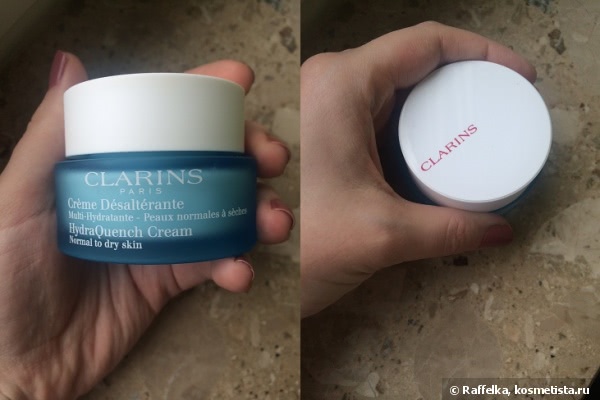 CLARINS
PARIS
Crème Désaltérante
Multi-Hydratante - Peaux normales à sèches
HydraQuench Cream
Normal to dry skin
CLARINS
© Raffelka, kosmetista.ru